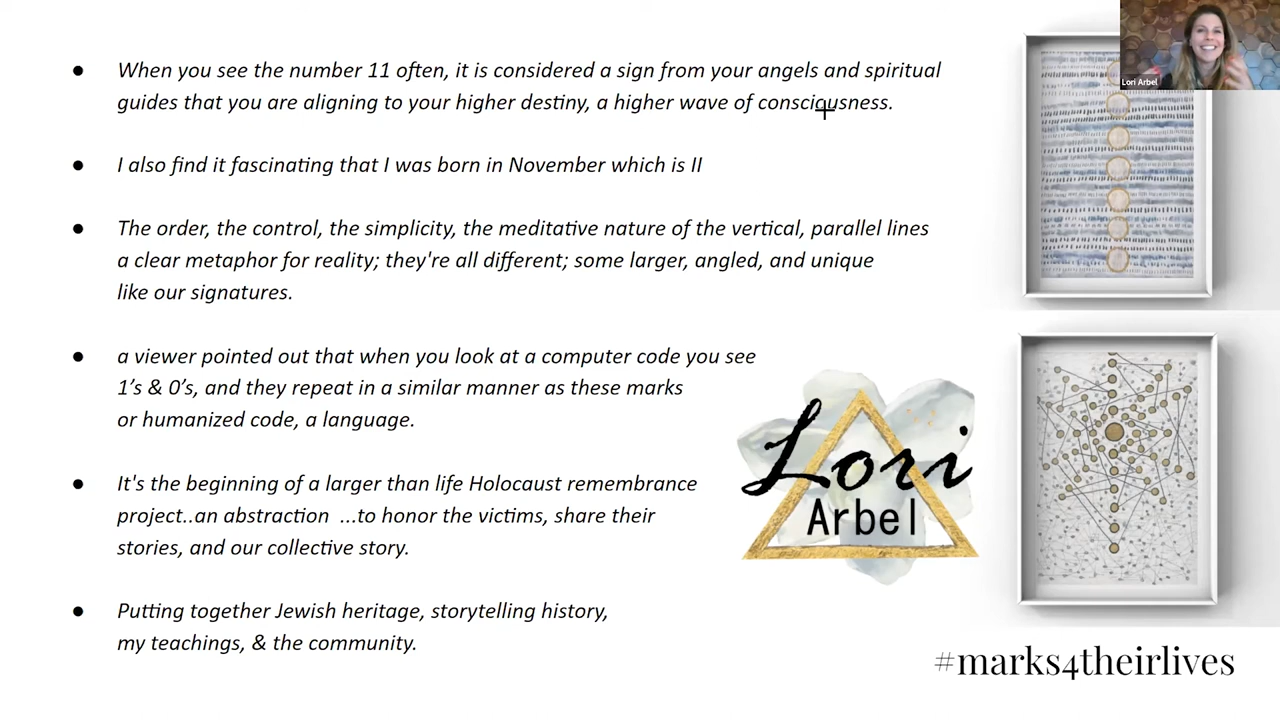 When you see the number 11 often, it is considered a sign from your angels and spiritual
guides that you are aligning to your higher destiny, a higher wave of consciousness.
I also find it fascinating that I was born in November which is II
The order, the control, the simplicity, the meditative nature of the vertical, parallel lines
a clear metaphor for reality; they're all different; some larger, angled, and unique
like our signatures.
a viewer pointed out that when you look at a computer code you see
1’s & 0’s, and they repeat in a similar manner as these marks
or humanized code, a language.
It's the beginning of a larger than life Holocaust remembrance
project..an abstraction ...to honor the victims, share their
stories, and our collective story.
Putting together Jewish heritage, storytelling history,
my teachings, & the community.
Lori Arbel
Lori
Arbel
#marks4theirlives